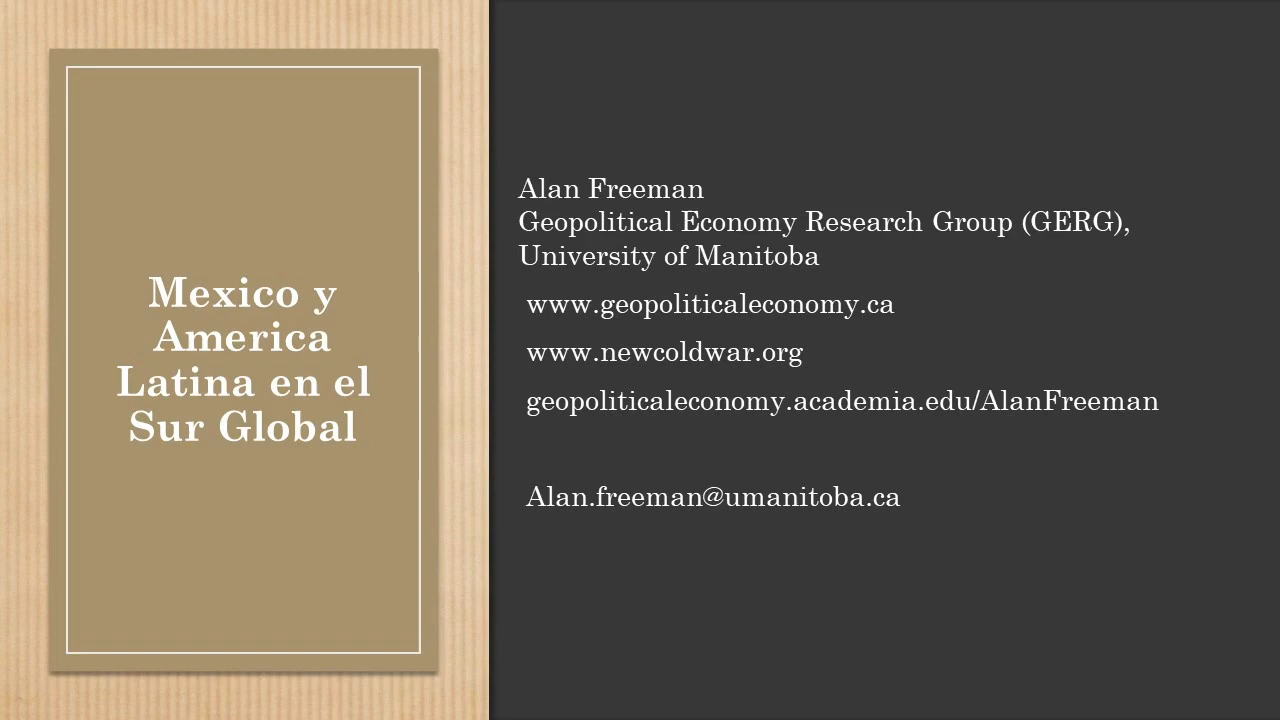 Mexico y
America
Latina en el
Sur Global
Alan Freeman
Geopolitical Economy Research Group (GERG),
University of Manitoba
www.geopoliticaleconomy.ca
www.newcoldwar.org
geopoliticaleconomy.academia.edu/AlanFreeman
Alan.freeman@umanitoba.ca